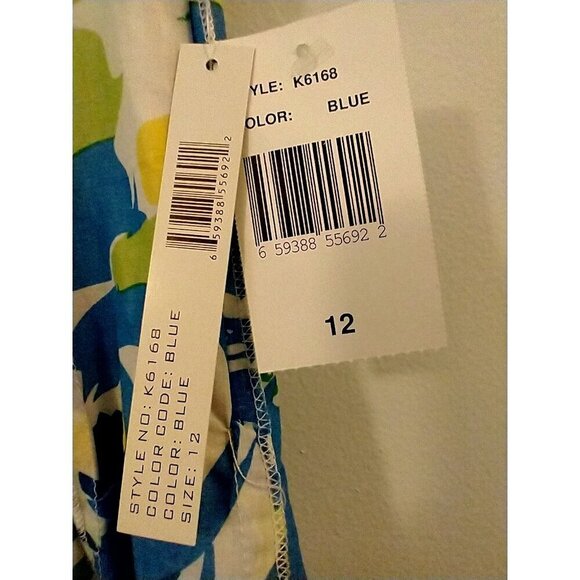 6 59388 55692 2
STYLE NO: K6168
COLOR CODE: BLUE
COLOR: BLUE
SIZE: 12
YLE: K6168
OLOR: BLUE
6 59388 55692 2
12